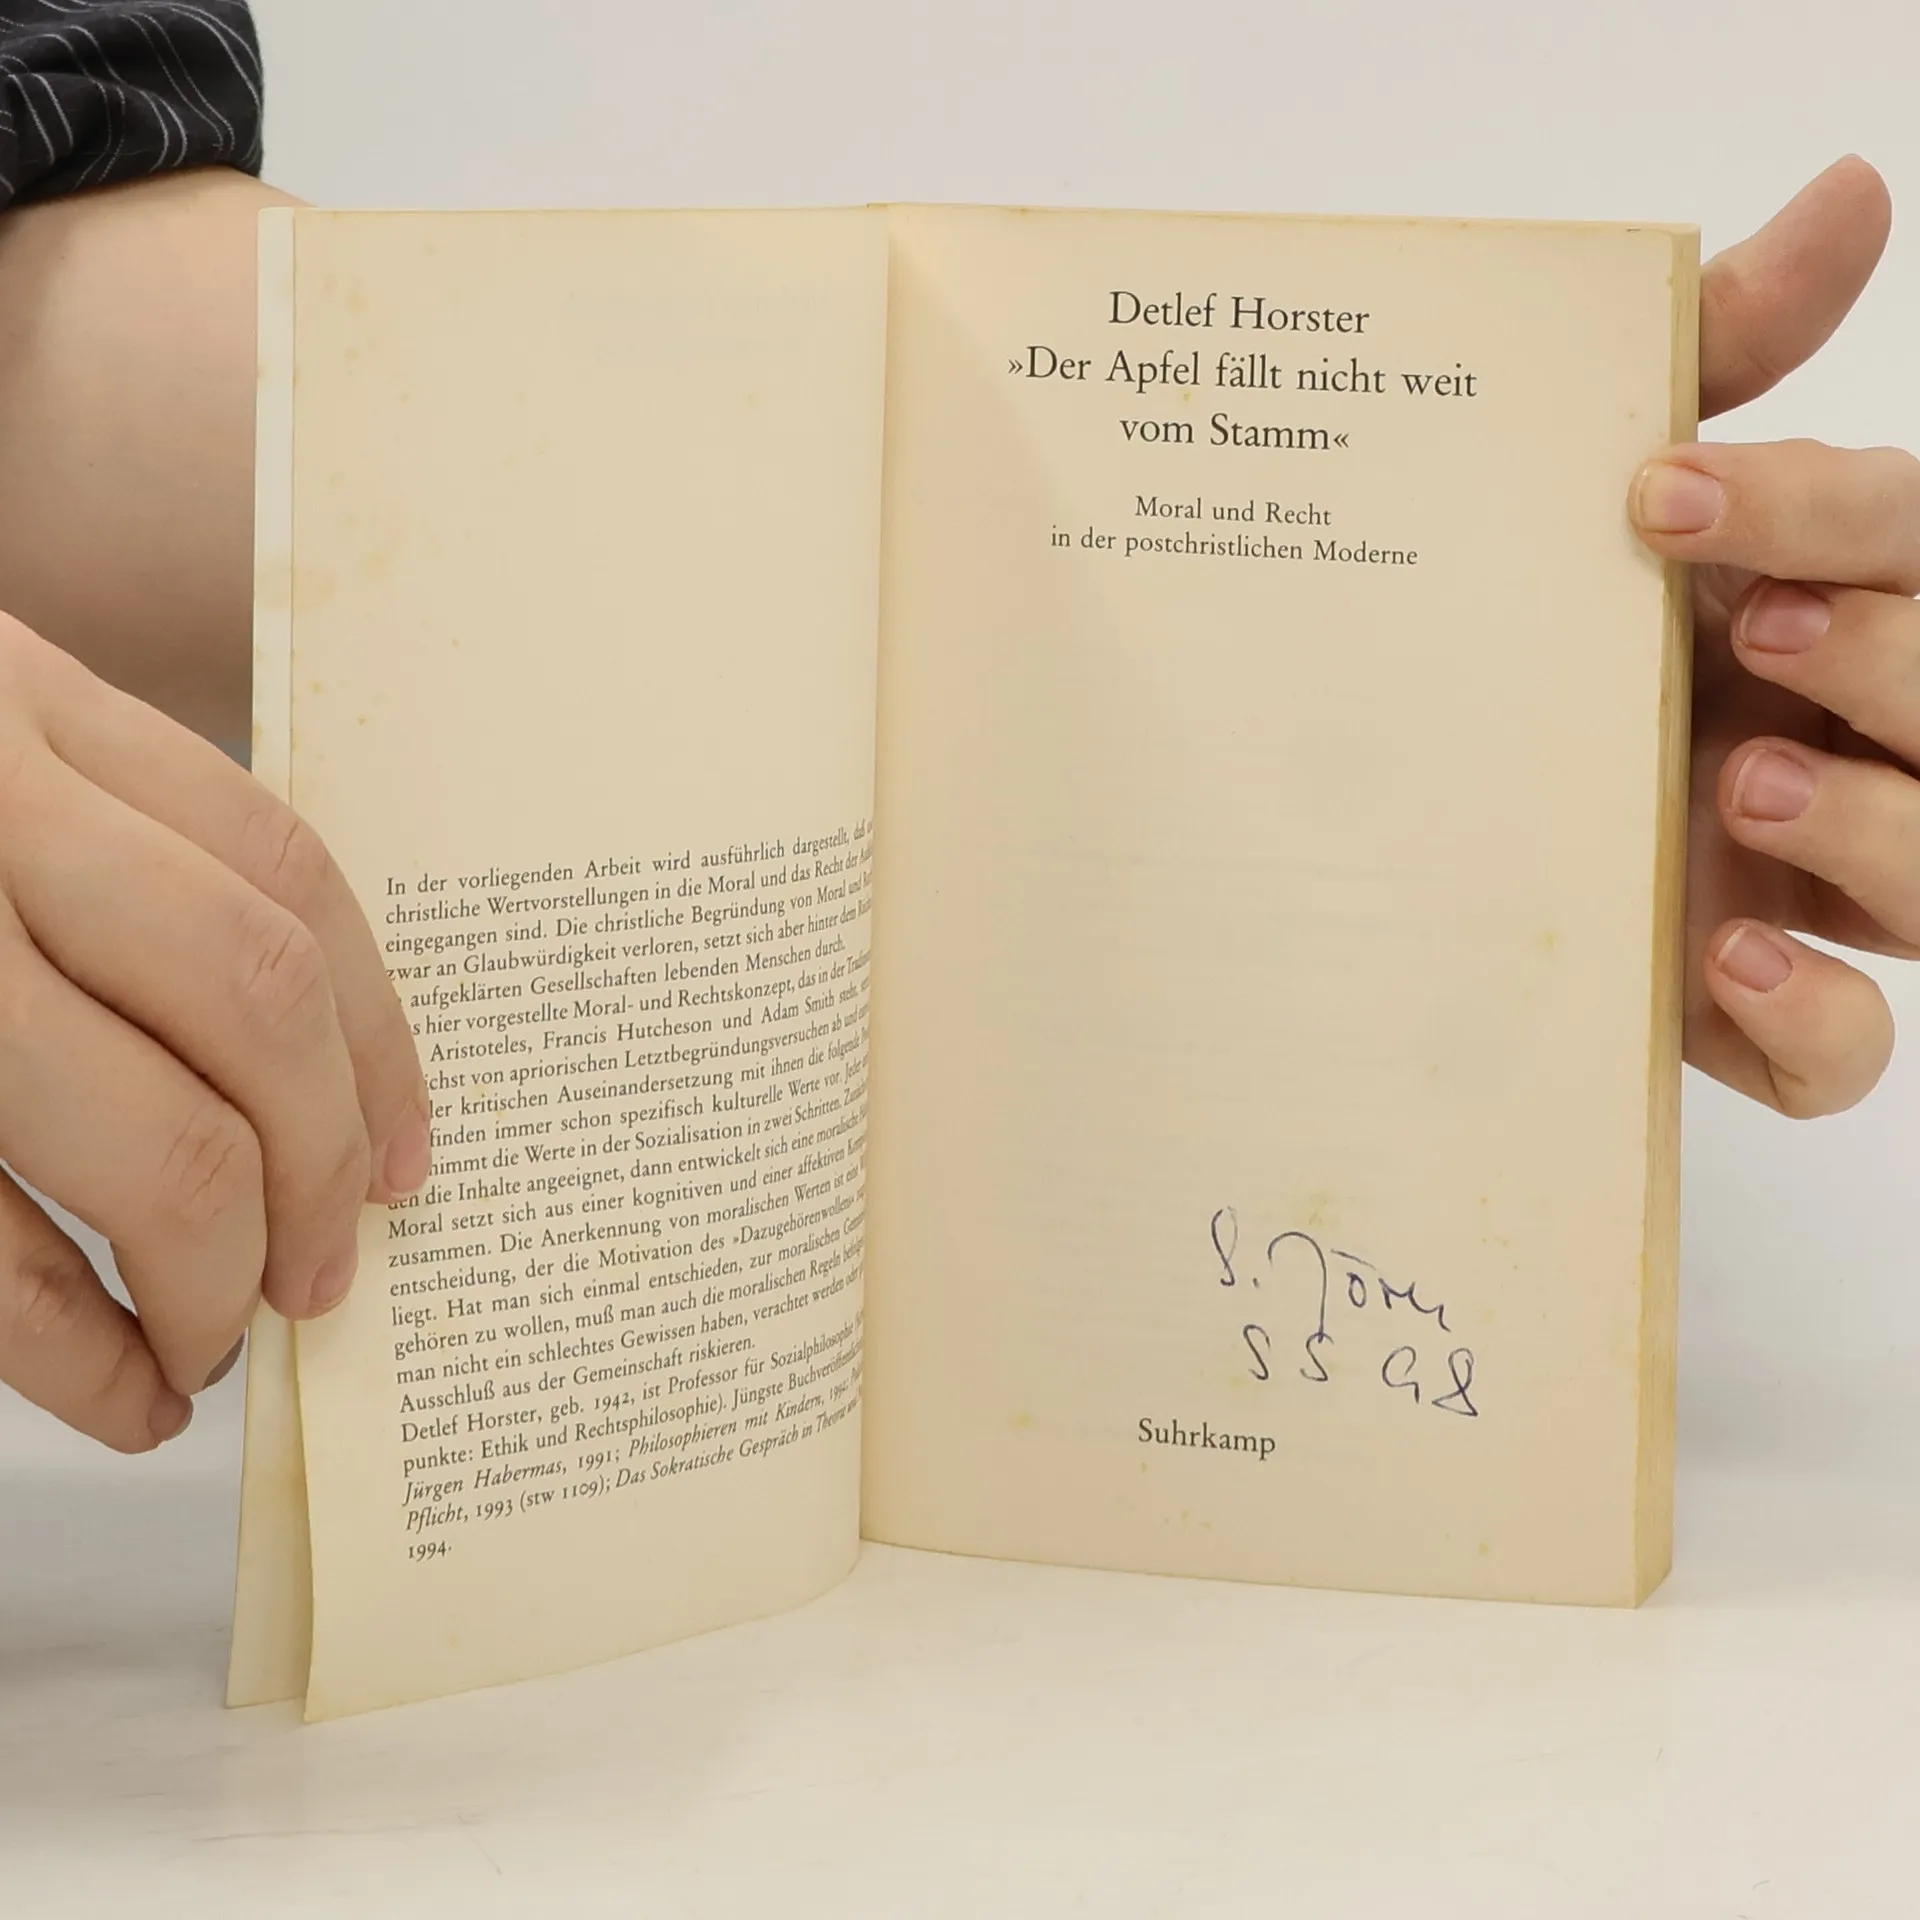 In der vorliegenden Arbeit wird ausführlich dargestellt, daß
christliche Wertvorstellungen in die Moral und das Recht der
eingegangen sind. Die christliche Begründung von Moral und
zwar an Glaubwürdigkeit verloren, setzt sich aber hinter dem
aufgeklärten Gesellschaften lebenden Menschen durch.
hier vorgestellte Moral- und Rechtskonzept, das in der
Aristoteles, Francis Hutcheson und Adam Smith steht,
von apriorischen Letztbegründungsversuchen ab und
kritischen Auseinandersetzung mit ihnen die folgende
finden immer schon spezifisch kulturelle Werte vor. Jeder
nimmt die Werte in der Sozialisation in zwei Schritten.
die Inhalte angeeignet, dann entwickelt sich eine moralische
Moral setzt sich aus einer kognitiven und einer affektiven
zusammen. Die Anerkennung von moralischen Werten ist eine
entscheidung, der die Motivation des »Dazugehörenwollens«
liegt. Hat man sich einmal entschieden, zur moralischen
gehören zu wollen, muß man auch die moralischen Regeln
man nicht ein schlechtes Gewissen haben, verachtet werden oder
Ausschluß aus der Gemeinschaft riskieren.
Detlef Horster, geb. 1942, ist Professor für Sozialphilosophie
punkte: Ethik und Rechtsphilosophie). Jüngste Buchveröffentlichungen
Jürgen Habermas, 1991; Philosophieren mit Kindern, 1992;
Pflicht, 1993 (stw 1109); Das Sokratische Gespräch in Theorie und
1994.
Detlef Horster
»Der Apfel fällt nicht weit
vom Stamm«
Moral und Recht
in der postchristlichen Moderne
SS 98
Suhrkamp